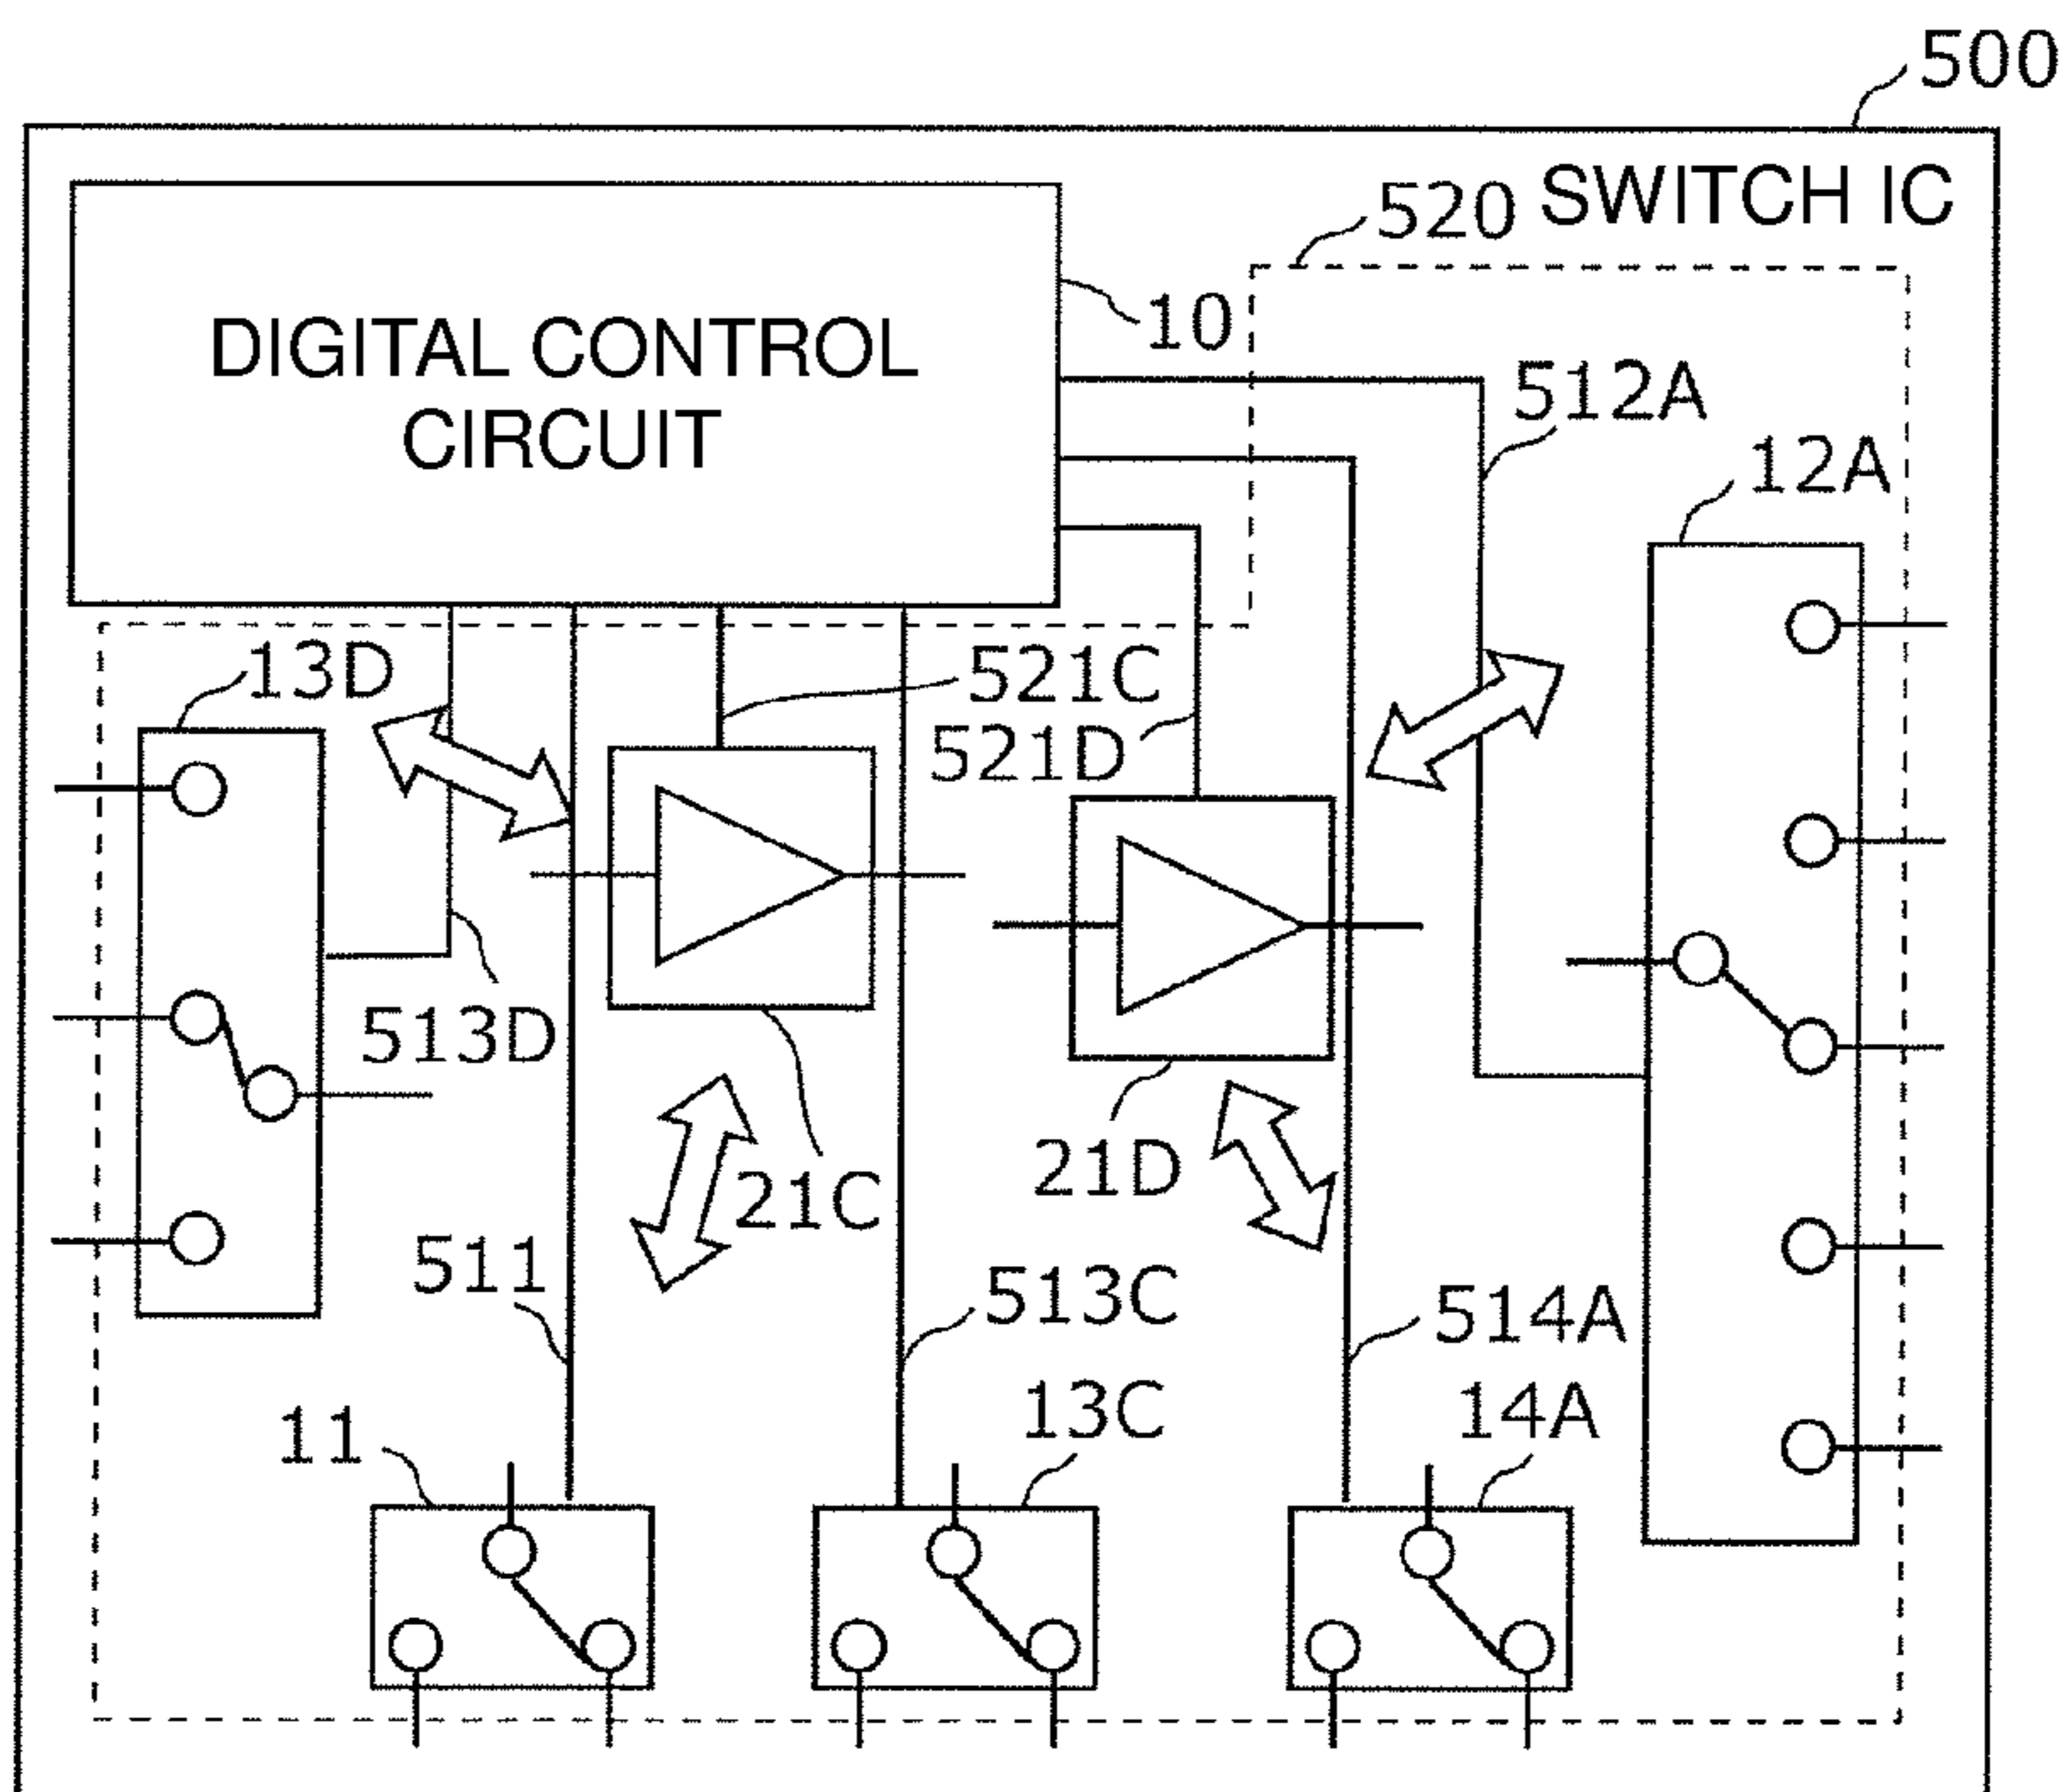 500
SWITCH IC
520
10
DIGITAL CONTROL
CIRCUIT
512A
12A
13D
521C
521D
513D
21D
21C
511
513C
514A
11
13C
14A